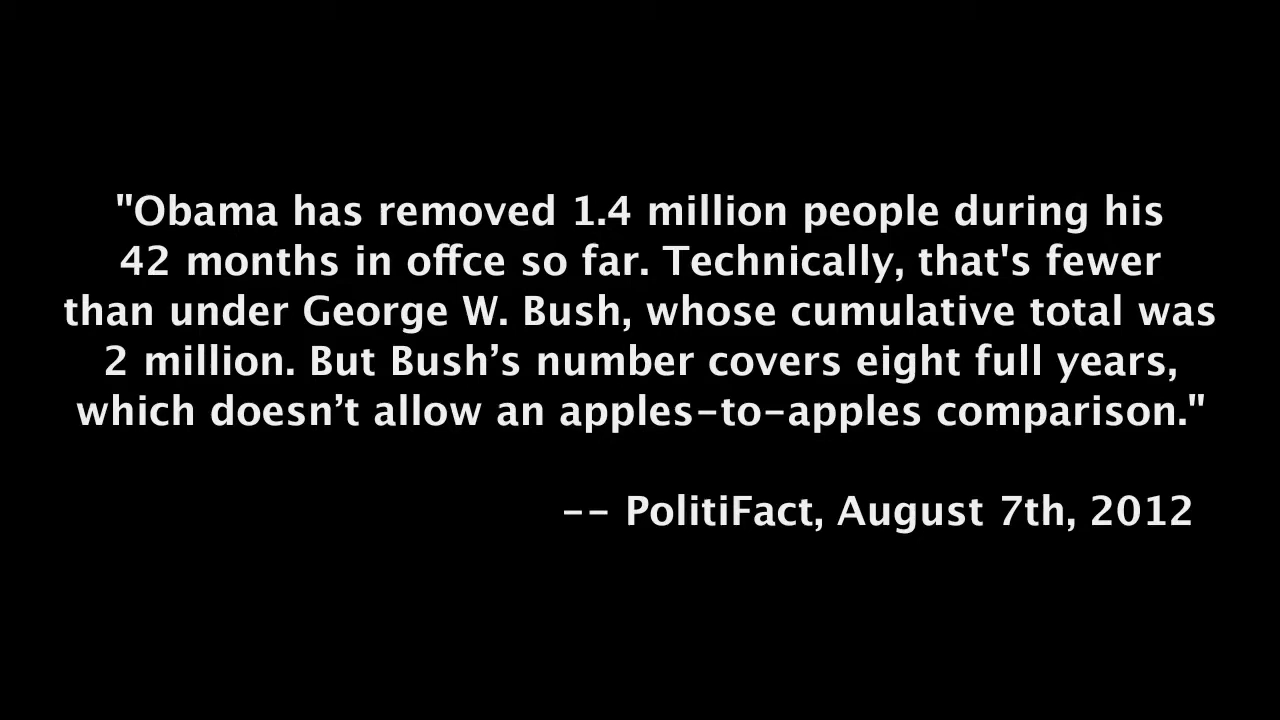 "Obama has removed 1.4 million people during his
42 months in offce so far. Technically, that's fewer
than under George W. Bush, whose cumulative total was
2 million. But Bush’s number covers eight full years,
which doesn’t allow an apples-to-apples comparison."
-- PolitiFact, August 7th, 2012